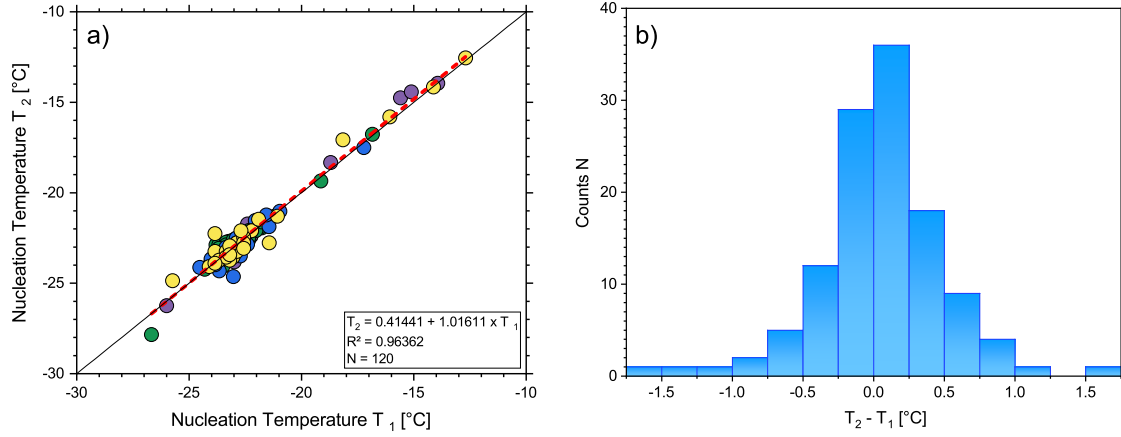 a)
-10
-15
-20
-25
-30
Nucleation Temperature T 2 [°C]
T2 = 0.41441 + 1.01611 x T1
R² = 0.96362
N = 120
-30 -25 -20 -15 -10
Nucleation Temperature T 1 [°C]
b)
40
30
20
10
0
Counts N
-1.5 -1.0 -0.5 0.0 0.5 1.0 1.5
T2 - T1 [°C]